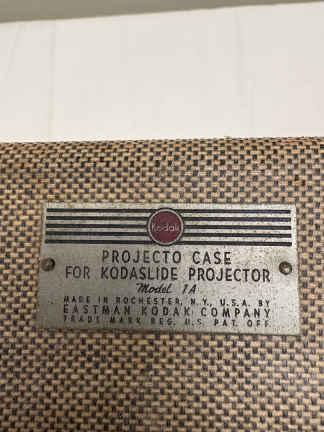 Kodak
PROJECTO CASE
FOR KODASLIDE PROJECTOR
Model 1A
MADE IN ROCHESTER, N.Y., U.S.A. BY
EASTMAN KODAK COMPANY
TRADE MARK REG. U.S. PAT. OFF.